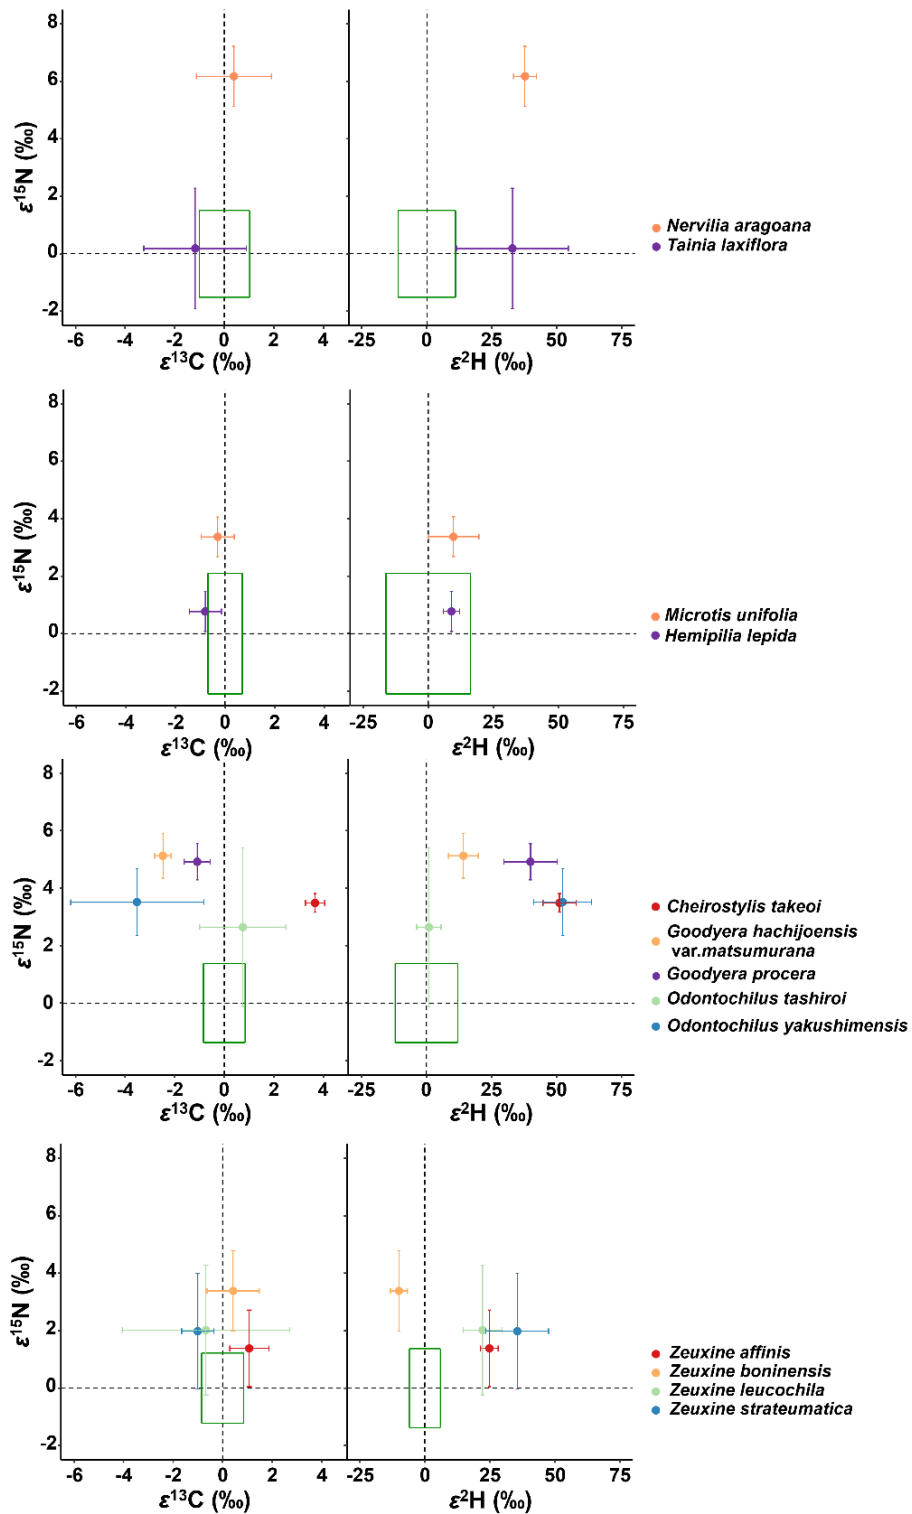 8
6
4
2
0
-2
ε¹⁵N (‰)
-6 -4 -2 0 2 4
-25 0 25 50 75
ε¹³C (‰)
ε²H (‰)
Nervilia aragoana
Tainia laxiflora
8
6
4
2
0
-2
ε¹⁵N (‰)
-6 -4 -2 0 2 4
-25 0 25 50 75
ε¹³C (‰)
ε²H (‰)
Microtis unifolia
Hemipilia lepida
8
6
4
2
0
-2
ε¹⁵N (‰)
-6 -4 -2 0 2 4
-25 0 25 50 75
ε¹³C (‰)
ε²H (‰)
Cheirostylis takeoi
Goodyera hachijoensis
var.matsumurana
Goodyera procera
Odontochilus tashiroi
Odontochilus yakushimensis
8
6
4
2
0
-2
ε¹⁵N (‰)
-6 -4 -2 0 2 4
-25 0 25 50 75
ε¹³C (‰)
ε²H (‰)
Zeuxine affinis
Zeuxine boninensis
Zeuxine leucochila
Zeuxine strateumatica